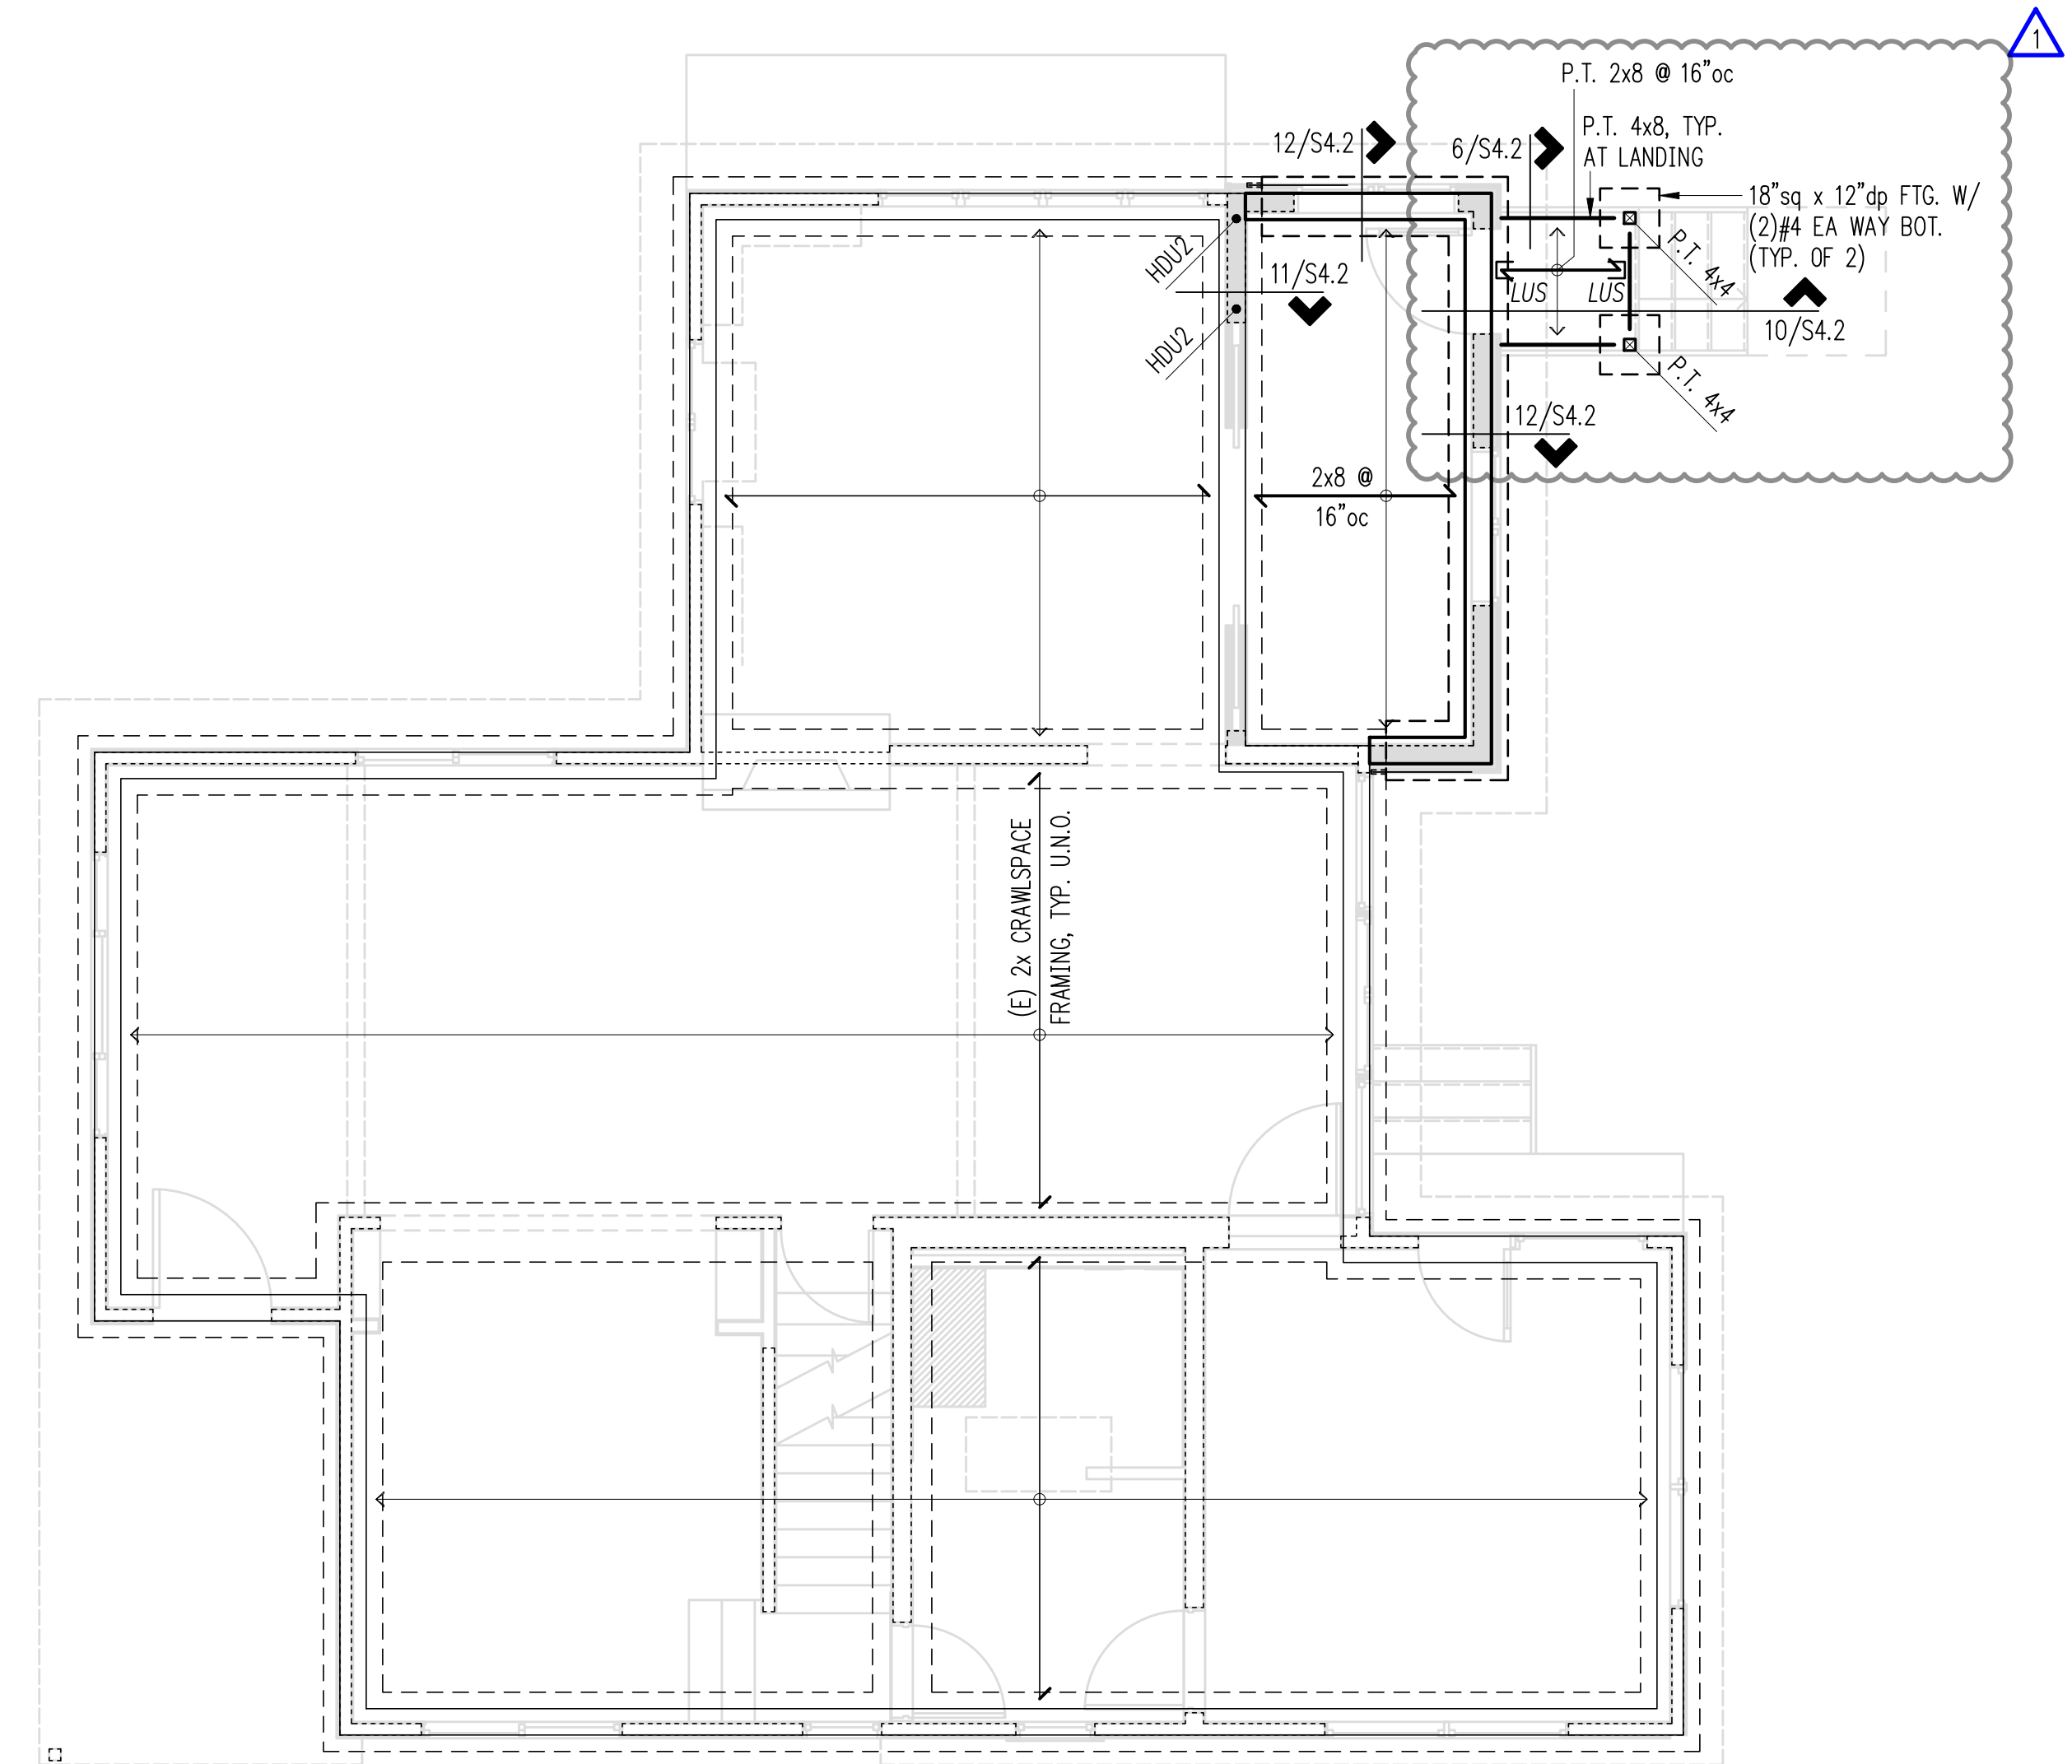 1
P.T. 2x8 @ 16"oc
P.T. 4x8, TYP.
AT LANDING
12/S4.2
6/S4.2
18"sq x 12"dp FTG. W/
(2)#4 EA WAY BOT.
(TYP. OF 2)
P.T. 4x4
HDU2
11/S4.2
LUS
LUS
10/S4.2
HDU2
P.T. 4x4
12/S4.2
2x8 @
16"oc
(E) 2x CRAWLSPACE
FRAMING, TYP. U.N.O.